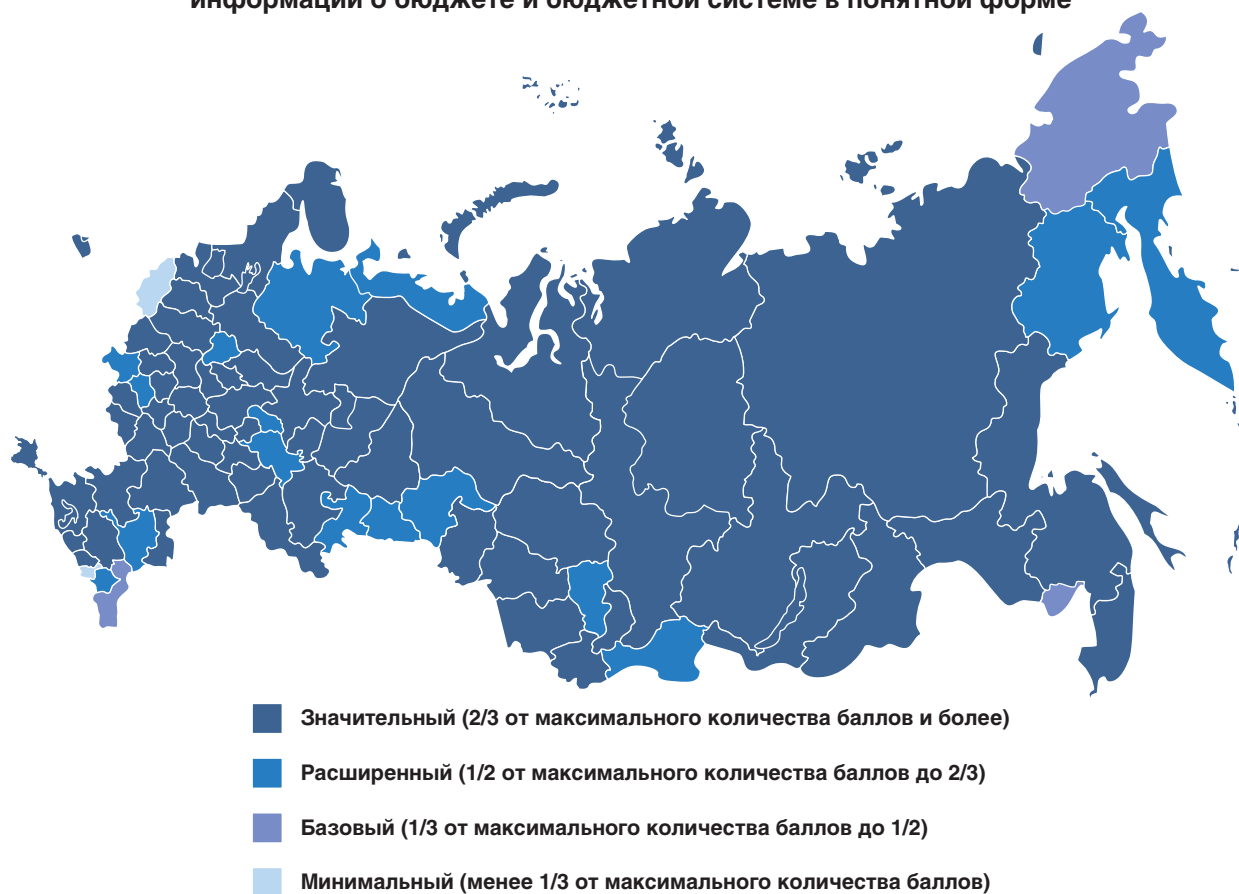 информации о бюджете и бюджетной системе в понятной форме
Значительный (2/3 от максимального количества баллов и более)
Расширенный (1/2 от максимального количества баллов до 2/3)
Базовый (1/3 от максимального количества баллов до 1/2)
Минимальный (менее 1/3 от максимального количества баллов)